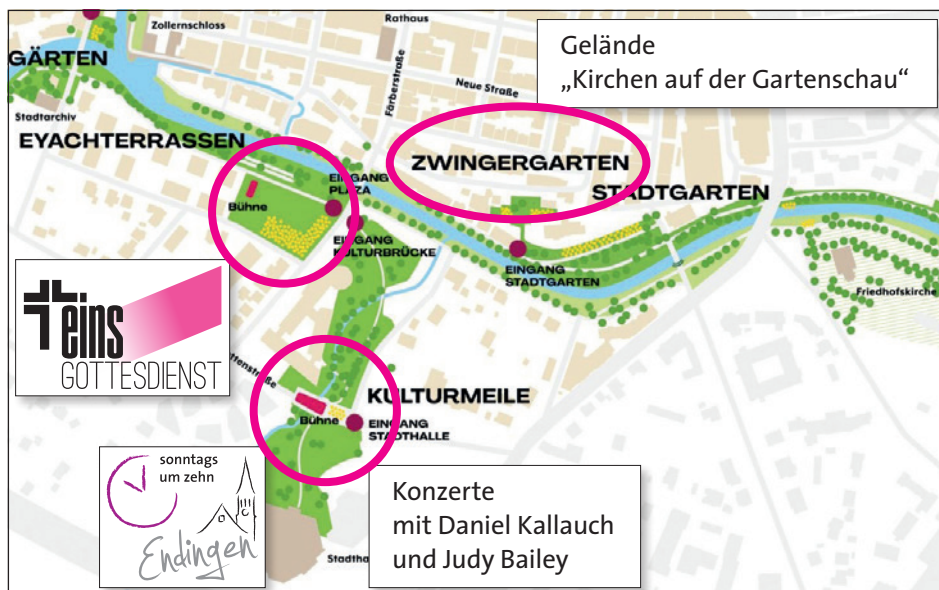 Zollernschloss
Rathaus
Färberstraße
Neue Straße
Gelände
„Kirchen auf der Gartenschau“
GÄRTEN
Stadtarchiv
EYACHTERRASSEN
ZWINGERGARTEN
STADTGARTEN
Bühne
EINGANG
PLAZA
EINGANG
KULTURBRÜCKE
EINGANG
STADTGARTEN
Friedhofskirche
eins
GOTTESDIENST
ttenstraße
KULTURMEILE
Bühne
EINGANG
STADTHALLE
sonntags
um zehn
Endingen
Stadtha
Konzerte
mit Daniel Kallauch
und Judy Bailey